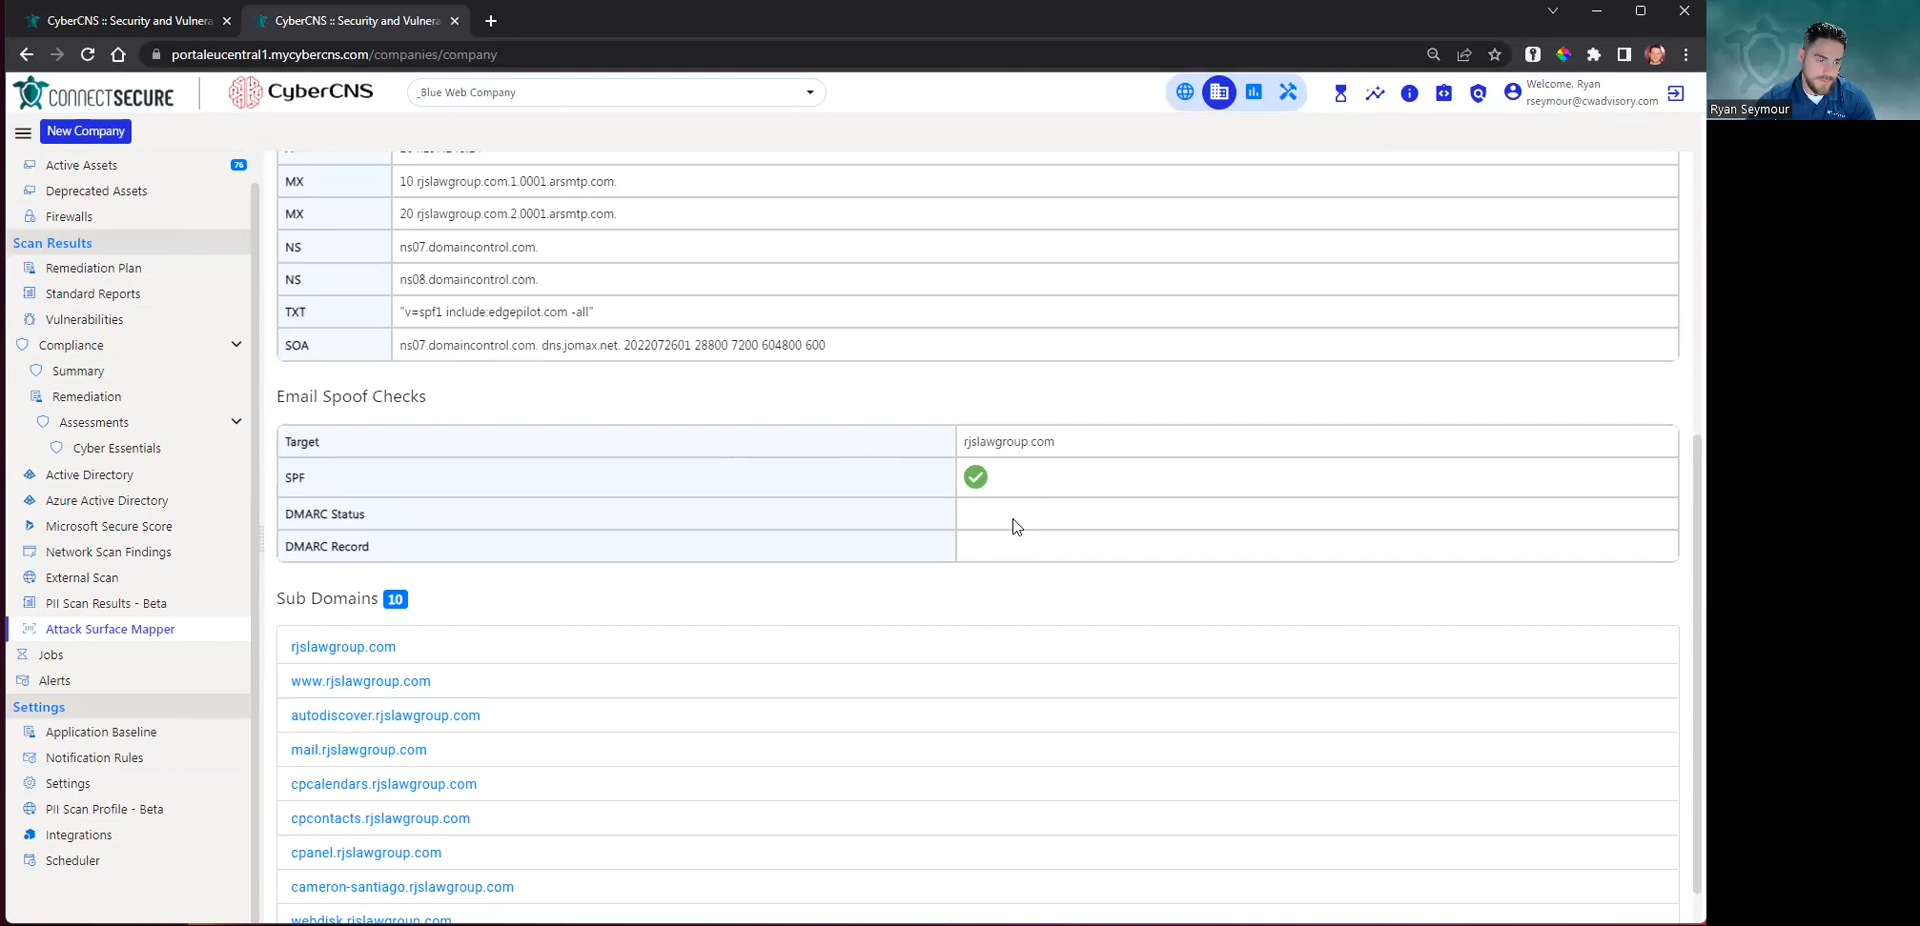 CyberCNS :: Security and Vulnera
CyberCNS :: Security and Vulnera
portaleucentral1.mycybercns.com/companies/company
CONNECTSECURE
CyberCNS
_Blue Web Company
Welcome, Ryan
rseymour@cwadvisory.com
Ryan Seymour
New Company
Active Assets 76
Deprecated Assets
Firewalls
Scan Results
Remediation Plan
Standard Reports
Vulnerabilities
Compliance
Summary
Remediation
Assessments
Cyber Essentials
Active Directory
Azure Active Directory
Microsoft Secure Score
Network Scan Findings
External Scan
PII Scan Results - Beta
Attack Surface Mapper
Jobs
Alerts
Settings
Application Baseline
Notification Rules
Settings
PII Scan Profile - Beta
Integrations
Scheduler
MX 10 rjslawgroup.com.1.0001.arsmtp.com.
MX 20 rjslawgroup.com.2.0001.arsmtp.com.
NS ns07.domaincontrol.com.
NS ns08.domaincontrol.com.
TXT "v=spf1 include:edgepilot.com -all"
SOA ns07.domaincontrol.com. dns.jomax.net. 2022072601 28800 7200 604800 600
Email Spoof Checks
Target rjslawgroup.com
SPF
DMARC Status
DMARC Record
Sub Domains 10
rjslawgroup.com
www.rjslawgroup.com
autodiscover.rjslawgroup.com
mail.rjslawgroup.com
cpcalendars.rjslawgroup.com
cpcontacts.rjslawgroup.com
cpanel.rjslawgroup.com
cameron-santiago.rjslawgroup.com
webdisk.rjslawgroup.com